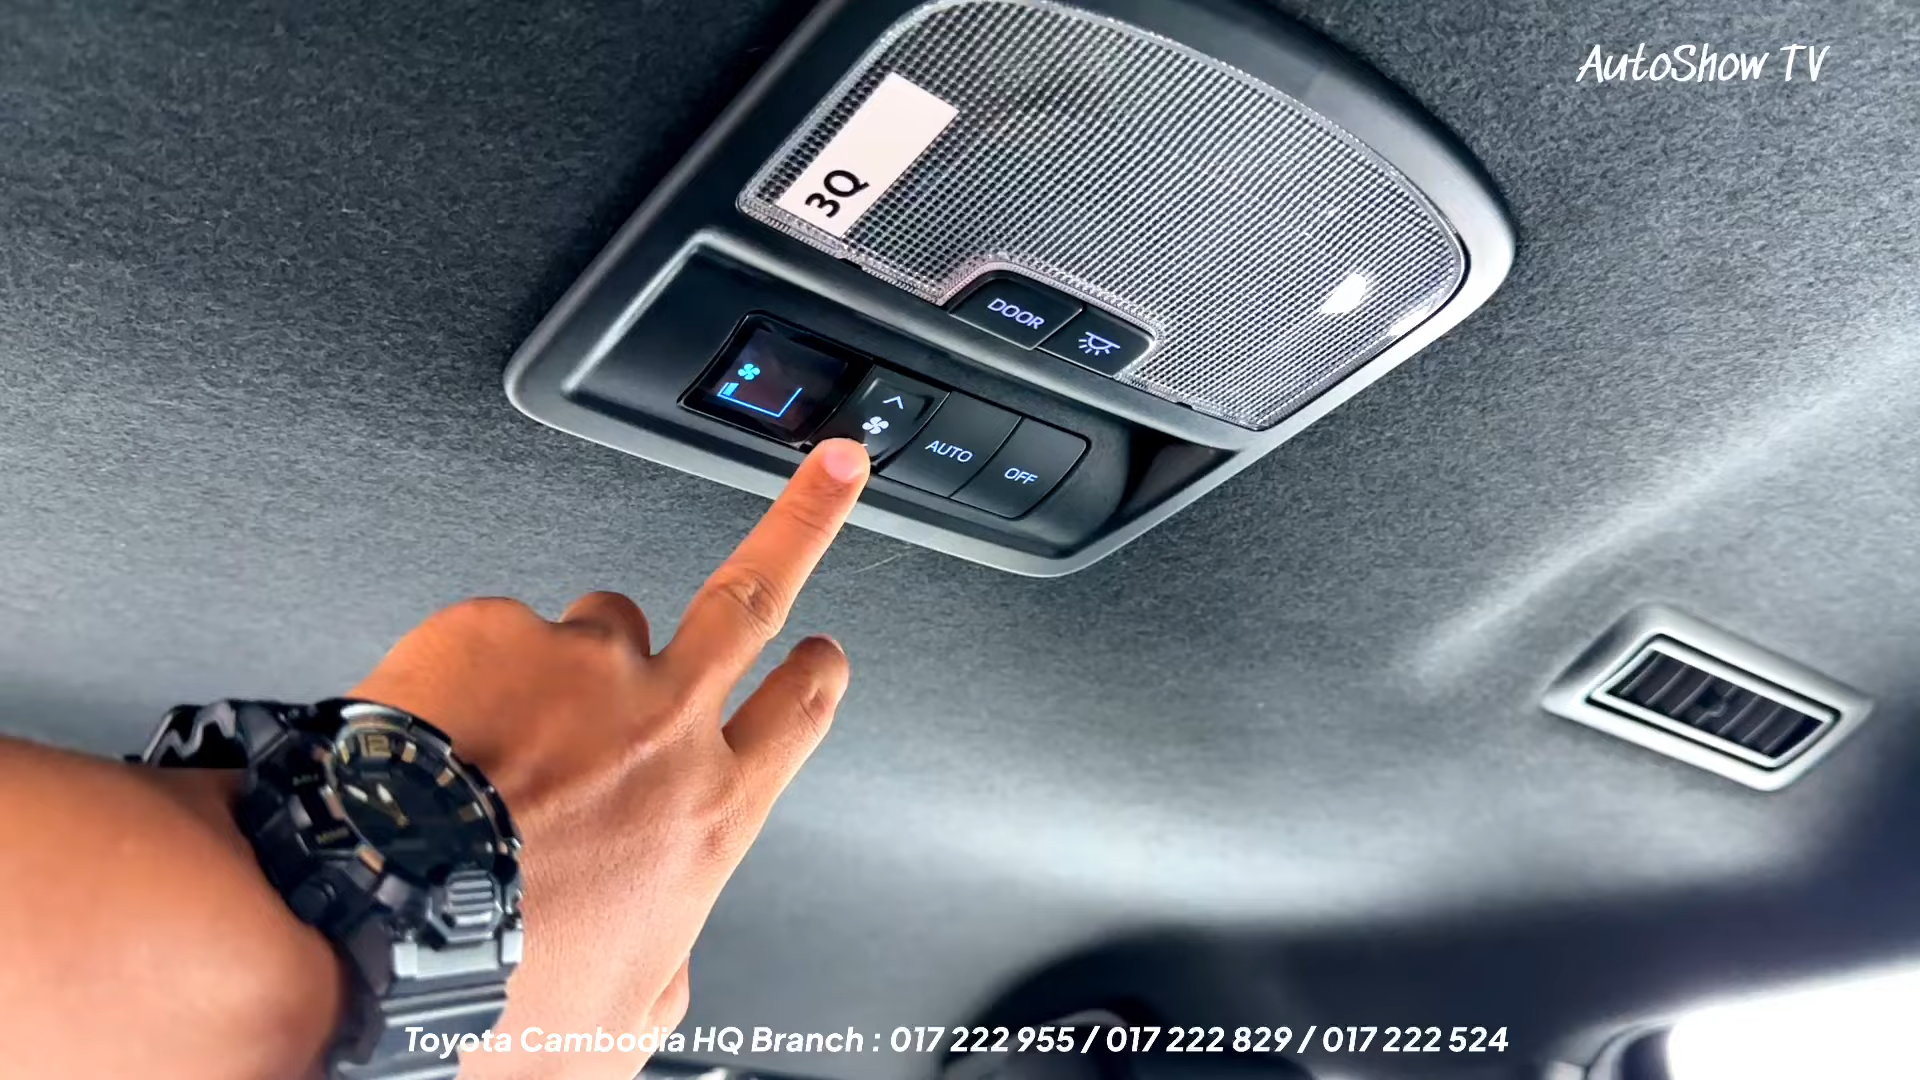 AutoShow TV
3Q
DOOR
AUTO
OFF
12
Toyota Cambodia HQ Branch : 017 222 955 / 017 222 829 / 017 222 524